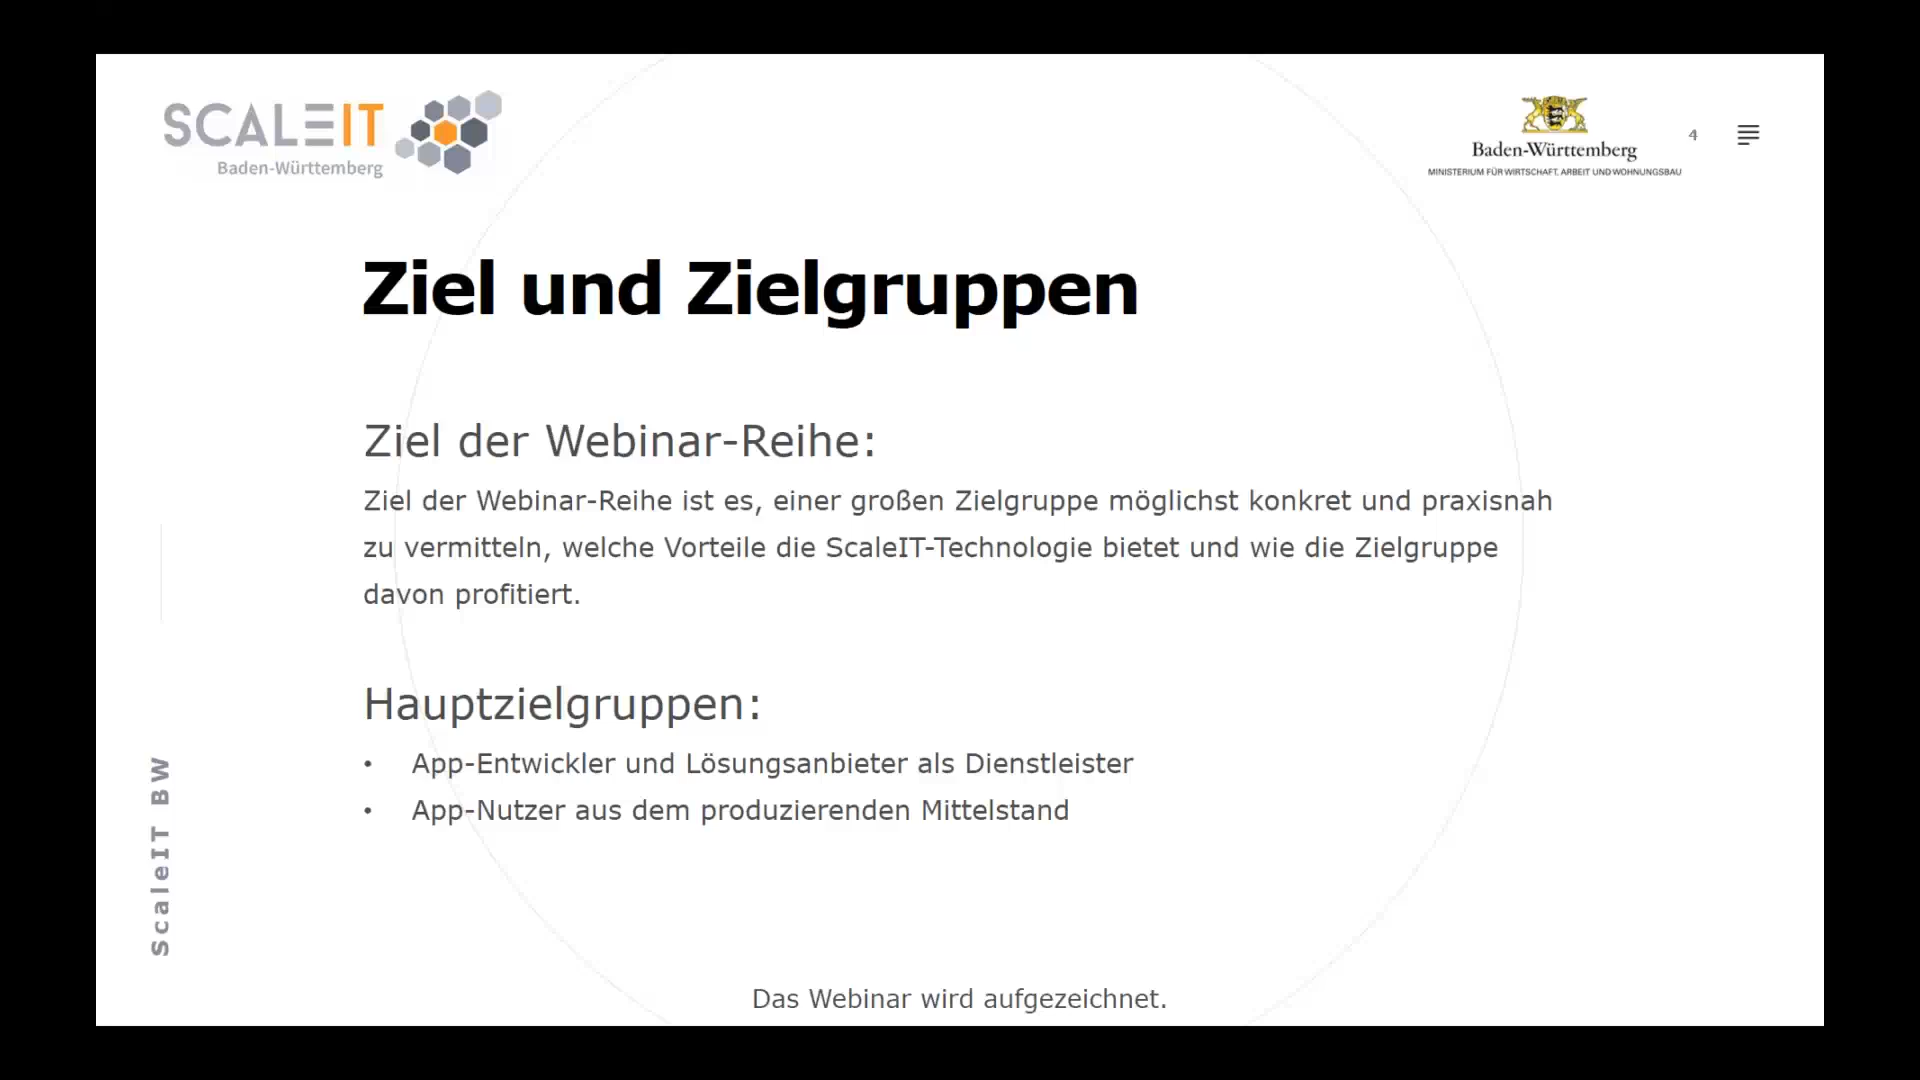 SCALEIT
Baden-Württemberg
Baden-Württemberg
MINISTERIUM FÜR WIRTSCHAFT, ARBEIT UND WOHNUNGSBAU
4
Ziel und Zielgruppen
Ziel der Webinar-Reihe:
Ziel der Webinar-Reihe ist es, einer großen Zielgruppe möglichst konkret und praxisnah
zu vermitteln, welche Vorteile die ScaleIT-Technologie bietet und wie die Zielgruppe
davon profitiert.
Hauptzielgruppen:
• App-Entwickler und Lösungsanbieter als Dienstleister
• App-Nutzer aus dem produzierenden Mittelstand
ScaleIT BW
Das Webinar wird aufgezeichnet.